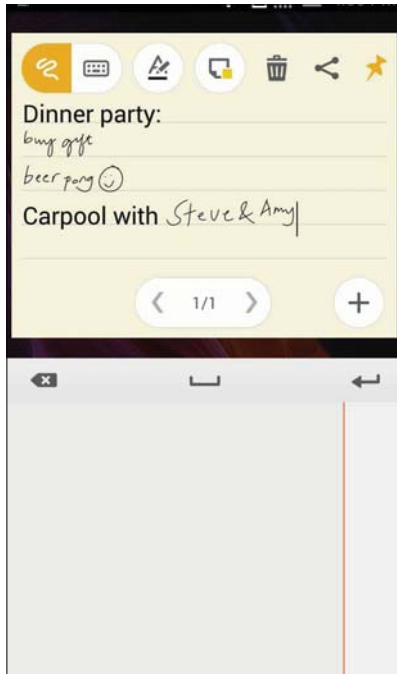 Dinner party:
buy gift
beer pong ☺
Carpool with Steve & Amy
1/1